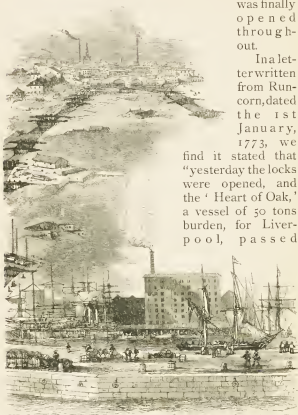 was finally
opened
through-
out.
In a let-
ter written
from Run-
corn, dated
the 1st
January,
1773, we
find it stated that
"yesterday the locks
were opened, and
the 'Heart of Oak,'
a vessel of 50 tons
burden, for Liver-
pool, passed